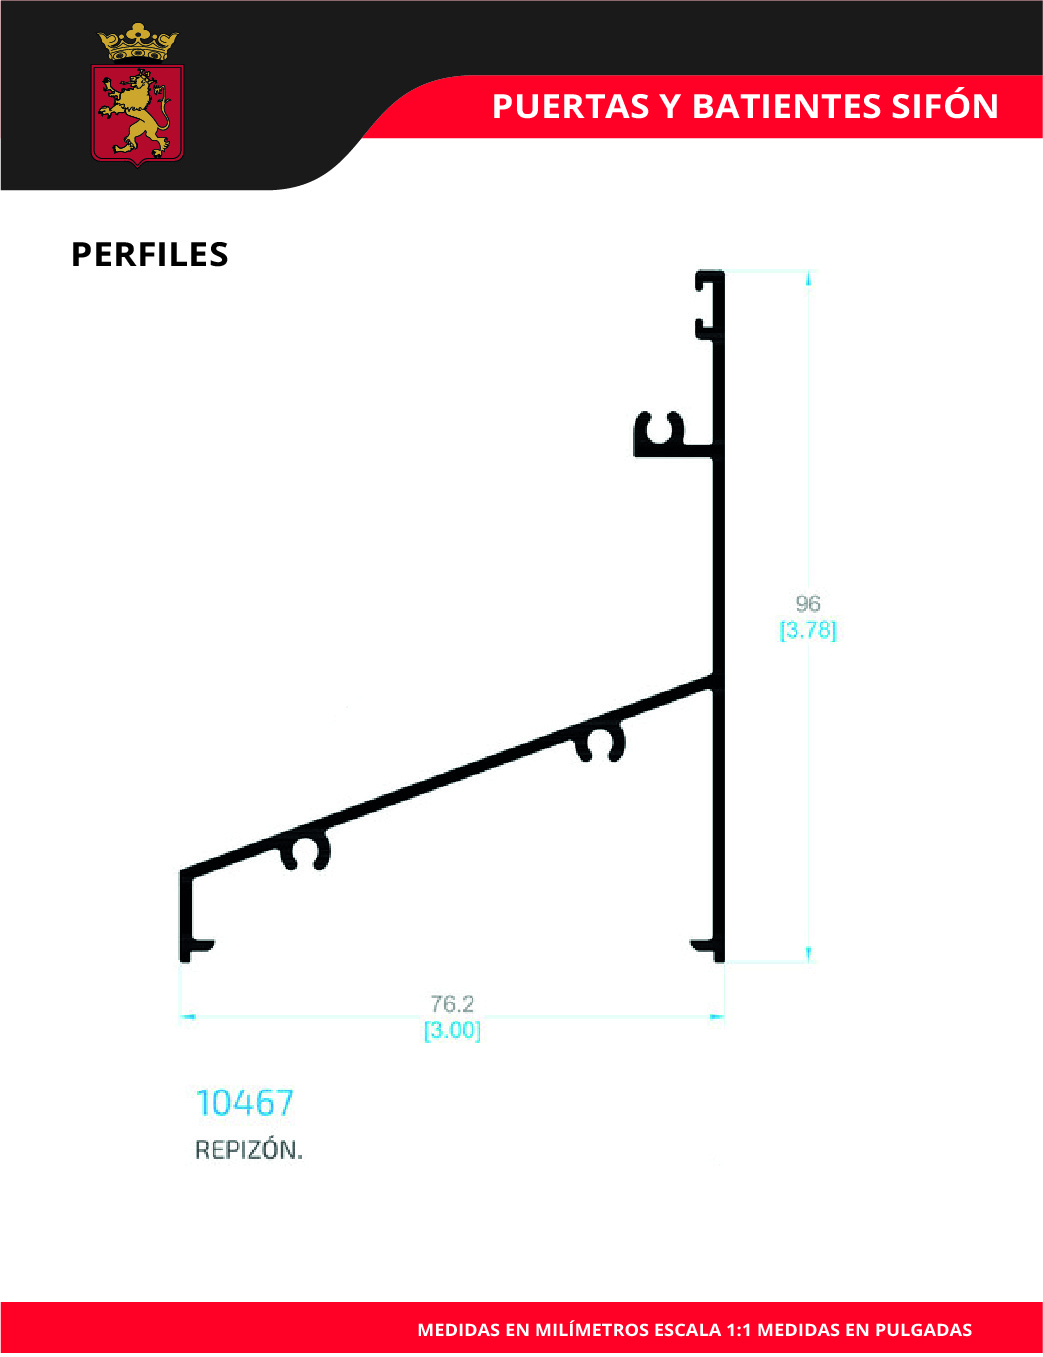 PUERTAS Y BATIENTES SIFÓN
PERFILES
96
[3.78]
76.2
[3.00]
10467
REPIZÓN.
MEDIDAS EN MILÍMETROS ESCALA 1:1 MEDIDAS EN PULGADAS